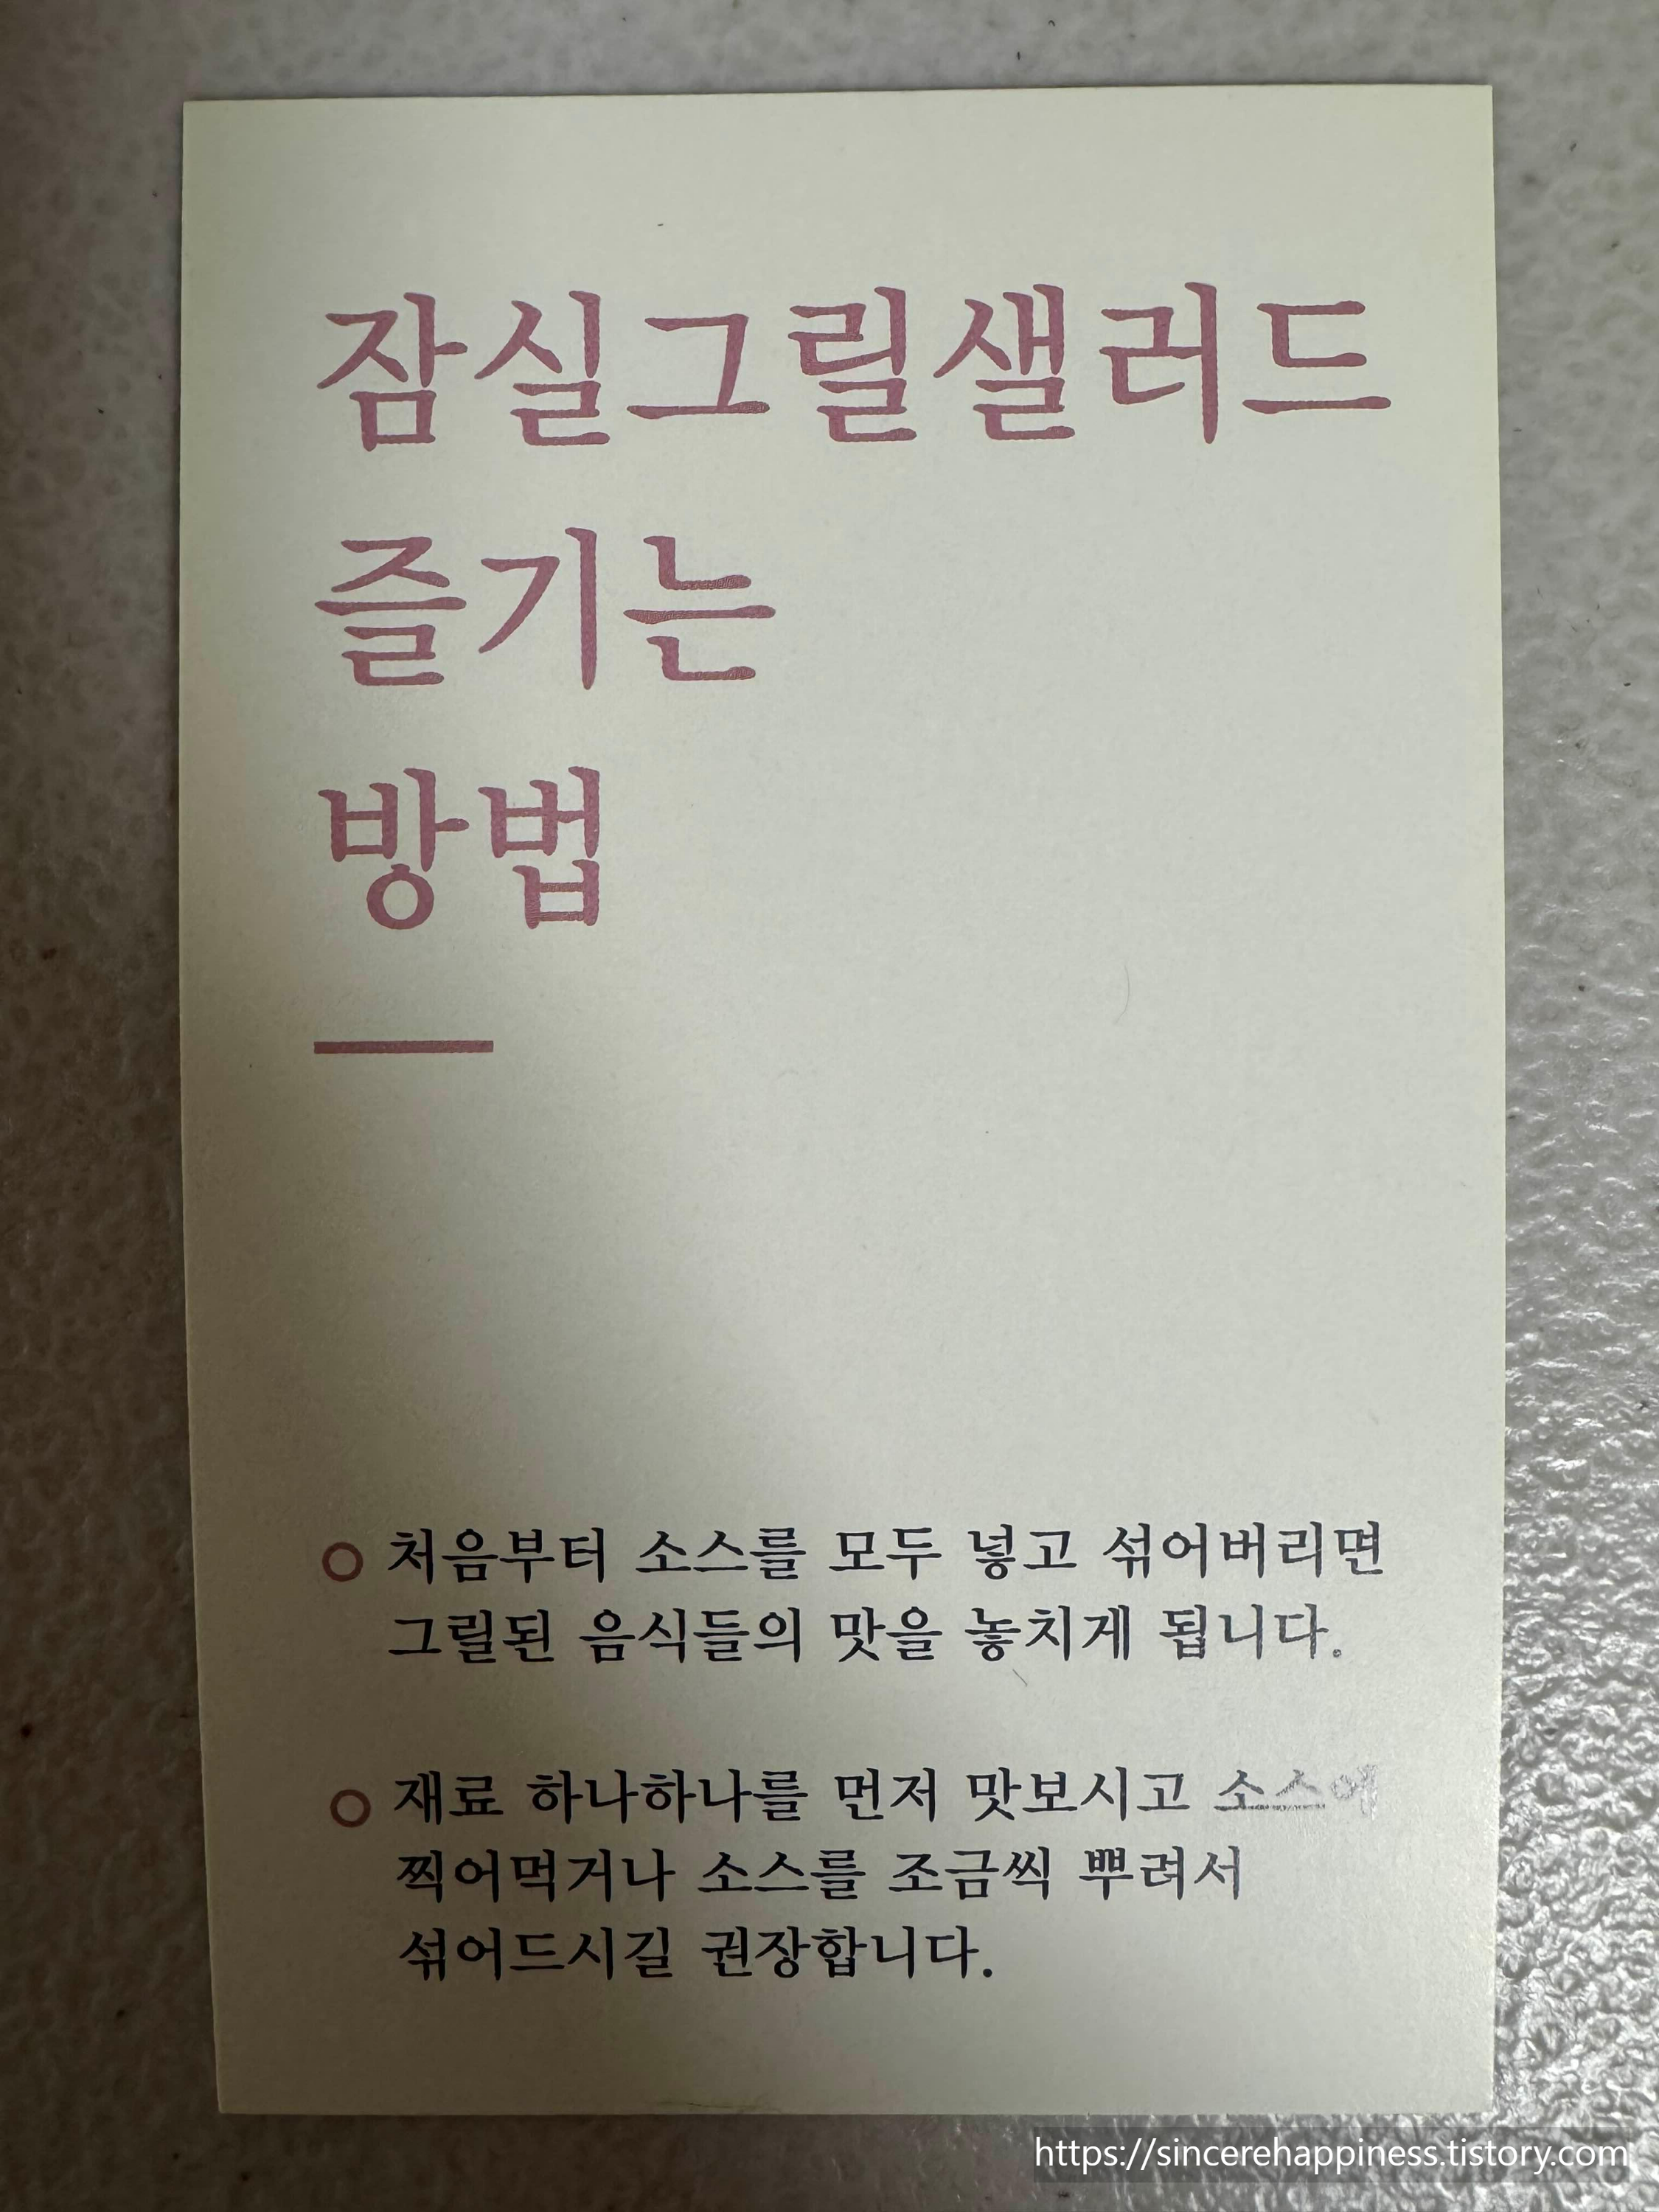 잠실그릴샐러드
즐기는
방법
처음부터 소스를 모두 넣고 섞어버리면
그릴된 음식들의 맛을 놓치게 됩니다.
재료 하나하나를 먼저 맛보시고 소스에
찍어먹거나 소스를 조금씩 뿌려서
섞어드시길 권장합니다.
https://sincerehappiness.tistory.com